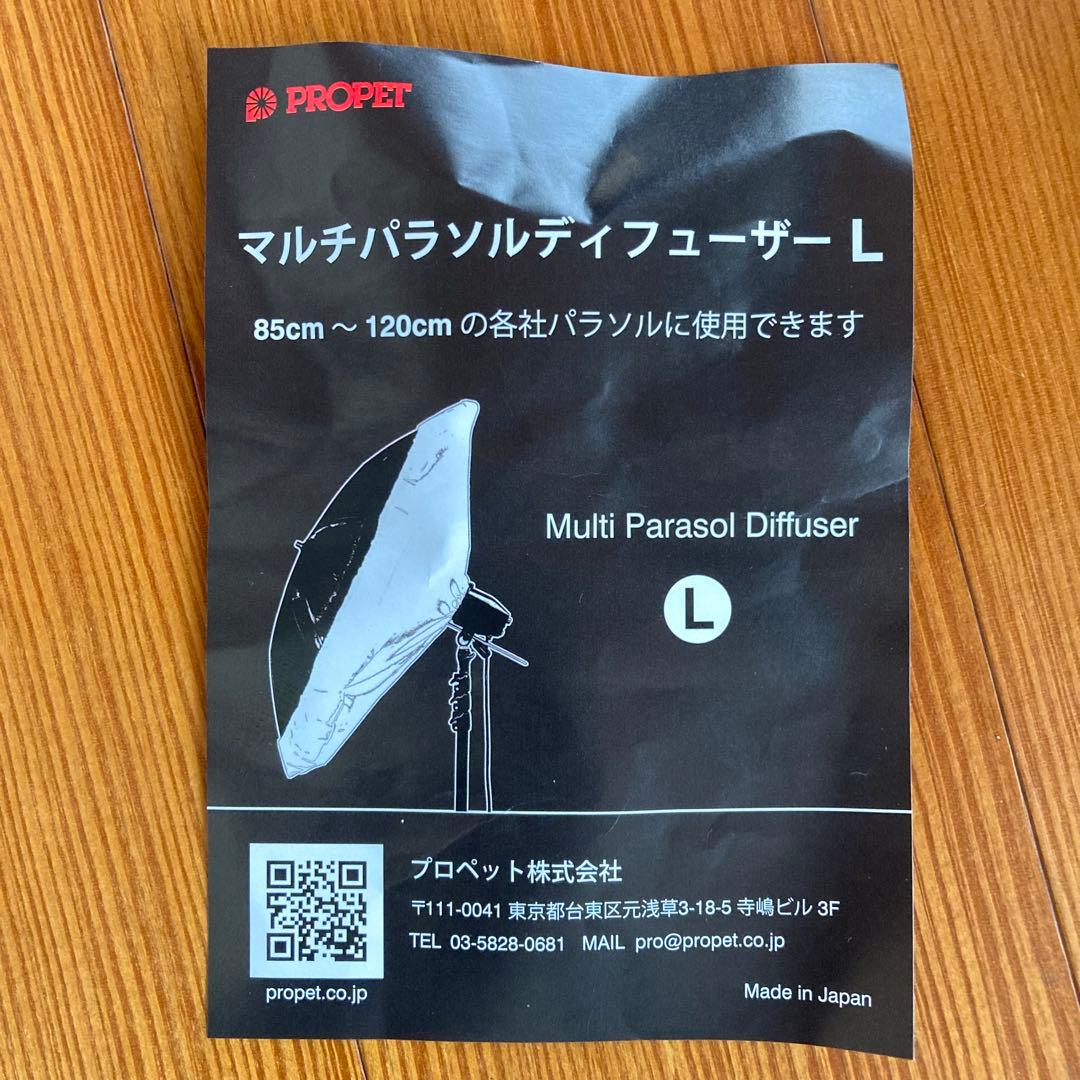 PROPET
マルチパラソルディフューザー L
85cm ～ 120cm の各社パラソルに使用できます
Multi Parasol Diffuser
L
プロペット株式会社
〒111-0041 東京都台東区元浅草3-18-5 寺嶋ビル 3F
TEL 03-5828-0681 MAIL pro@propet.co.jp
propet.co.jp
Made in Japan